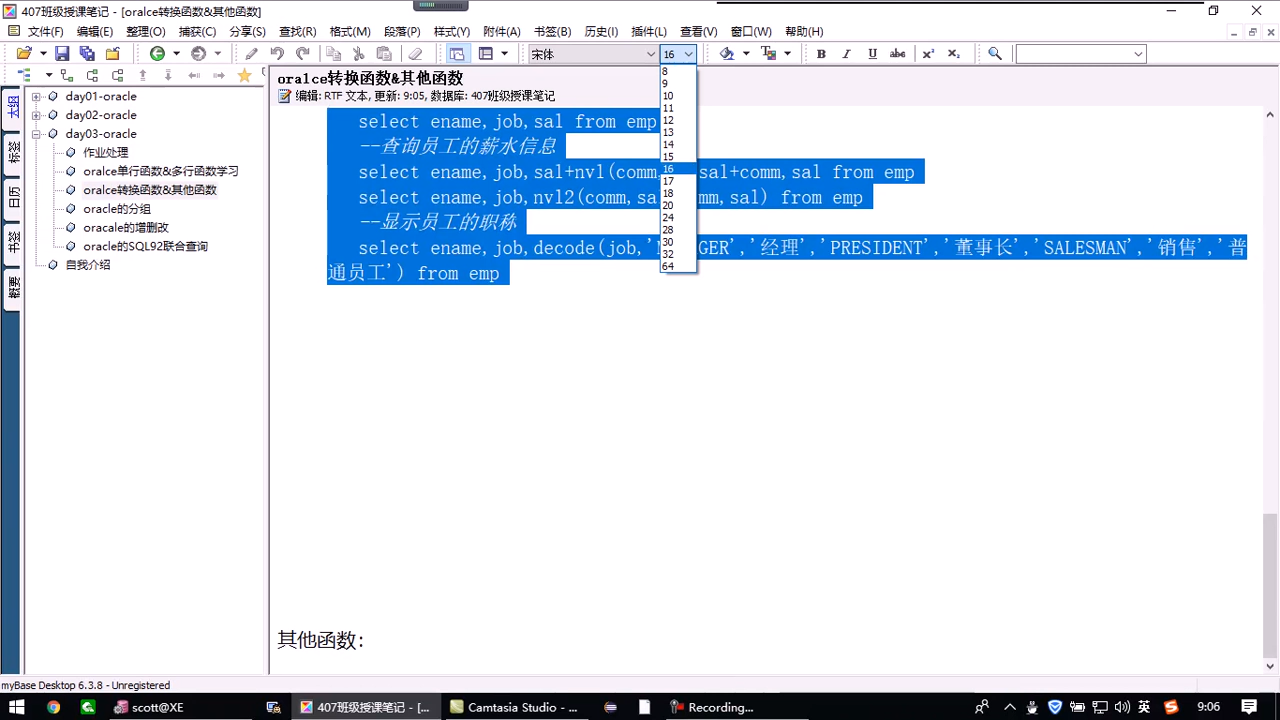 407班级授课笔记 - [oralce转换函数&其他函数]
文件(F) 编辑(E) 整理(O) 捕获(C) 分享(S) 查找(R) 格式(M) 段落(P) 样式(Y) 附件(A) 书签(B) 历史(I) 插件(L) 查看(V) 窗口(W) 帮助(H)
宋体 16
8
9
10
11
12
13
14
15
16
17
18
20
24
28
30
32
64
大纲
标签
日历
书签
搜索
day01-oracle
day02-oracle
day03-oracle
作业处理
oralce单行函数&多行函数学习
oralce转换函数&其他函数
oracle的分组
oracale的增删改
oracle的SQL92联合查询
自我介绍
oralce转换函数&其他函数
编辑: RTF 文本, 更新: 9:05, 数据库: 407班级授课笔记
select ename,job,sal from emp
--查询员工的薪水信息
select ename,job,sal+nvl(comm, sal+comm,sal from emp
select ename,job,nvl2(comm,sa mm,sal) from emp
--显示员工的职称
select ename,job,decode(job,' GER','经理','PRESIDENT','董事长','SALESMAN','销售','普
通员工') from emp
其他函数:
myBase Desktop 6.3.8 - Unregistered
scott@XE
407班级授课笔记 - [...
Camtasia Studio - ...
Recording...
英
9:06